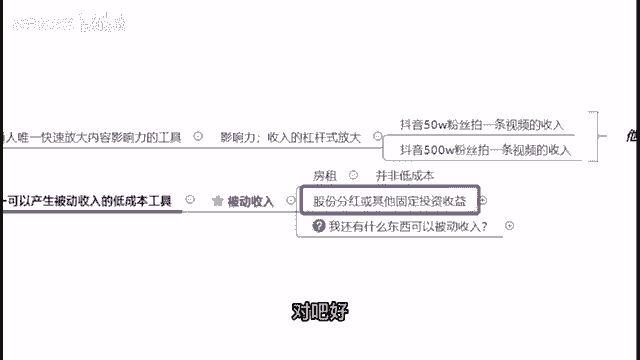 人唯一快速放大内容影响力的工具
影响力;收入的杠杆式放大
抖音50w粉丝拍一条视频的收入
抖音500w粉丝拍一条视频的收入
一可以产生被动收入的低成本工具
被动收入
房租
并非低成本
股份分红或其他固定投资收益
我还有什么东西可以被动收入?
对吧好